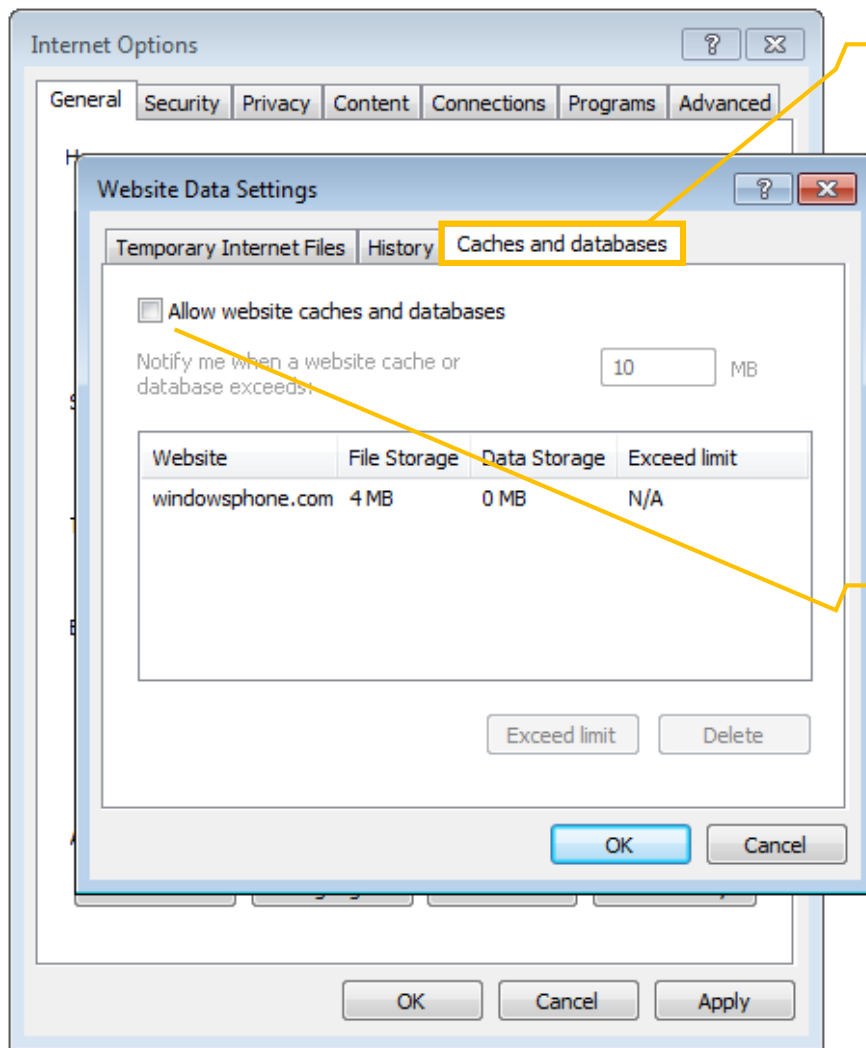 Internet Options
General Security Privacy Content Connections Programs Advanced
Website Data Settings
Temporary Internet Files History Caches and databases
Allow website caches and databases
Notify me when a website cache or
database exceeds:
10 MB
Website File Storage Data Storage Exceed limit
windowsphone.com 4 MB 0 MB N/A
Exceed limit Delete
OK Cancel
OK Cancel Apply